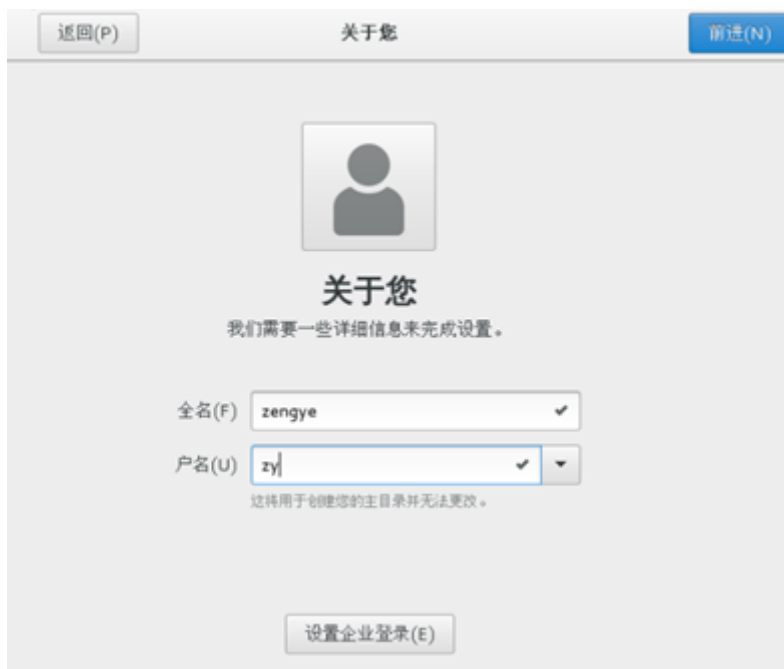 返回(P) 关于您 前进(N)
关于您
我们需要一些详细信息来完成设置。
全名(F) zengye
户名(U) zy
这将用于创建您的主目录并无法更改。
设置企业登录(E)